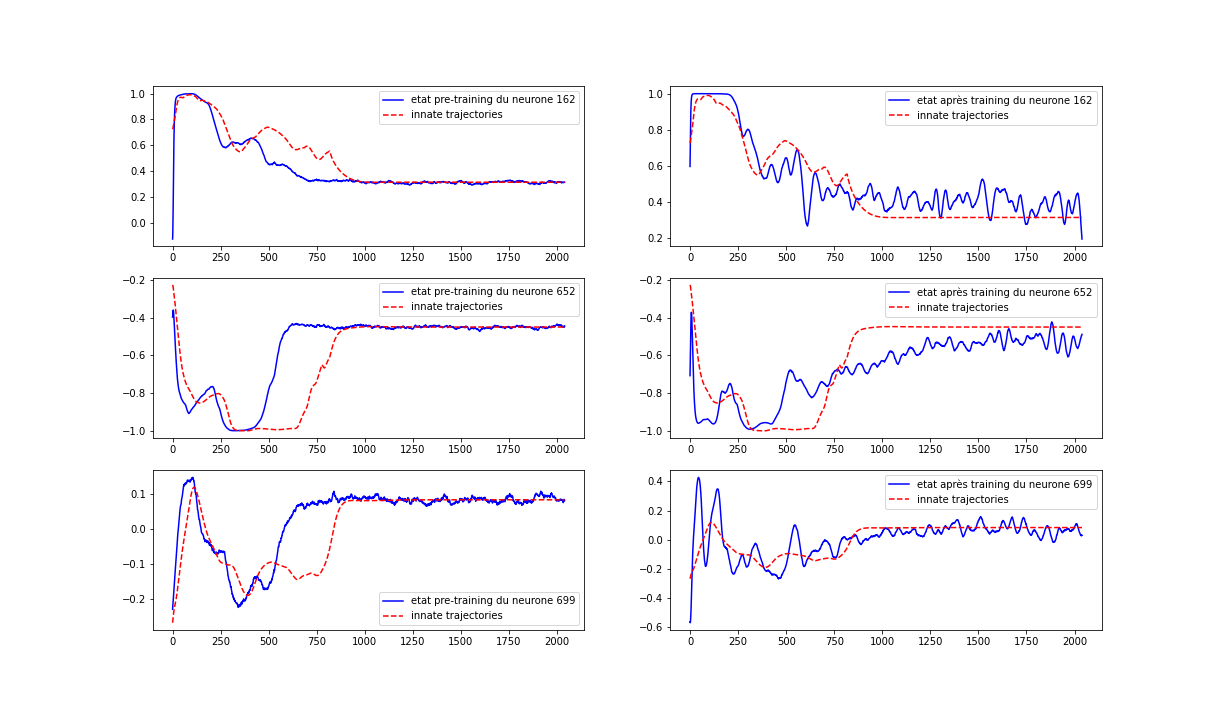 1.0
0.8
0.6
0.4
0.2
0.0
etat pre-training du neurone 162
innate trajectories
0 250 500 750 1000 1250 1500 1750 2000
1.0
0.8
0.6
0.4
0.2
etat après training du neurone 162
innate trajectories
0 250 500 750 1000 1250 1500 1750 2000
−0.2
−0.4
−0.6
−0.8
−1.0
etat pre-training du neurone 652
innate trajectories
0 250 500 750 1000 1250 1500 1750 2000
−0.2
−0.4
−0.6
−0.8
−1.0
etat après training du neurone 652
innate trajectories
0 250 500 750 1000 1250 1500 1750 2000
0.1
0.0
−0.1
−0.2
etat pre-training du neurone 699
innate trajectories
0 250 500 750 1000 1250 1500 1750 2000
0.4
0.2
0.0
−0.2
−0.4
−0.6
etat après training du neurone 699
innate trajectories
0 250 500 750 1000 1250 1500 1750 2000